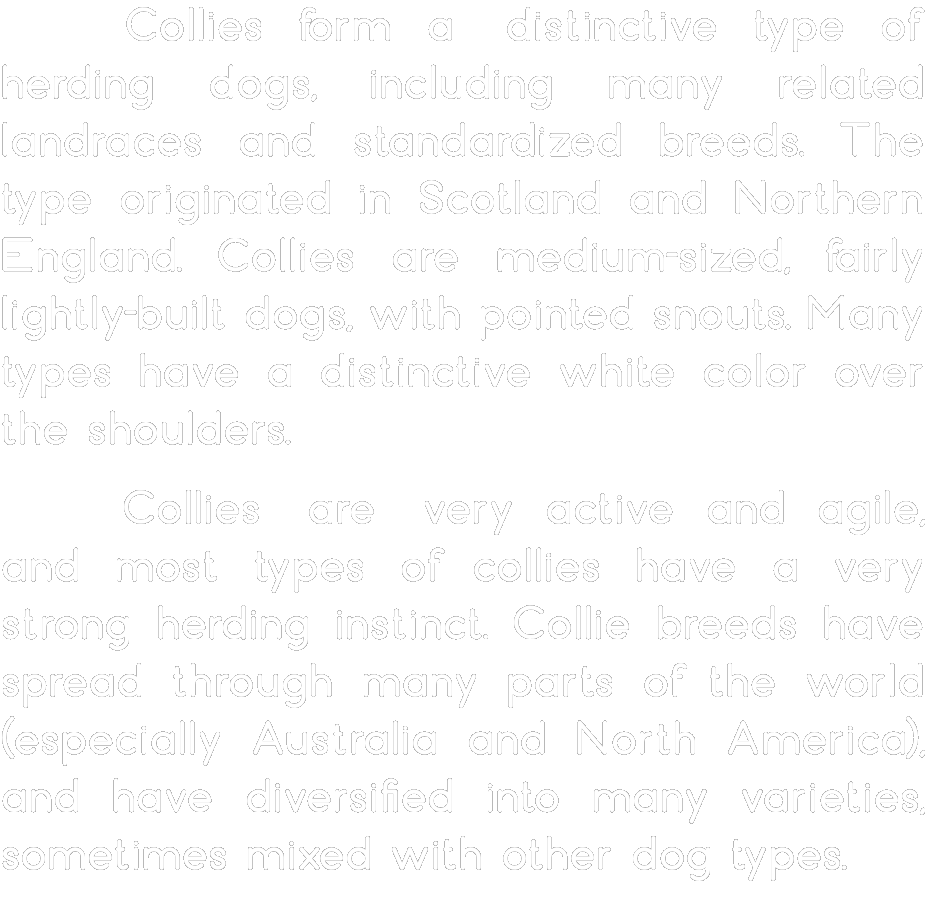 Collies form a distinctive type of
herding dogs, including many related
landraces and standardized breeds. The
type originated in Scotland and Northern
England. Collies are medium-sized, fairly
lightly-built dogs, with pointed snouts. Many
types have a distinctive white color over
the shoulders.
Collies are very active and agile,
and most types of collies have a very
strong herding instinct. Collie breeds have
spread through many parts of the world
(especially Australia and North America),
and have diversified into many varieties,
sometimes mixed with other dog types.